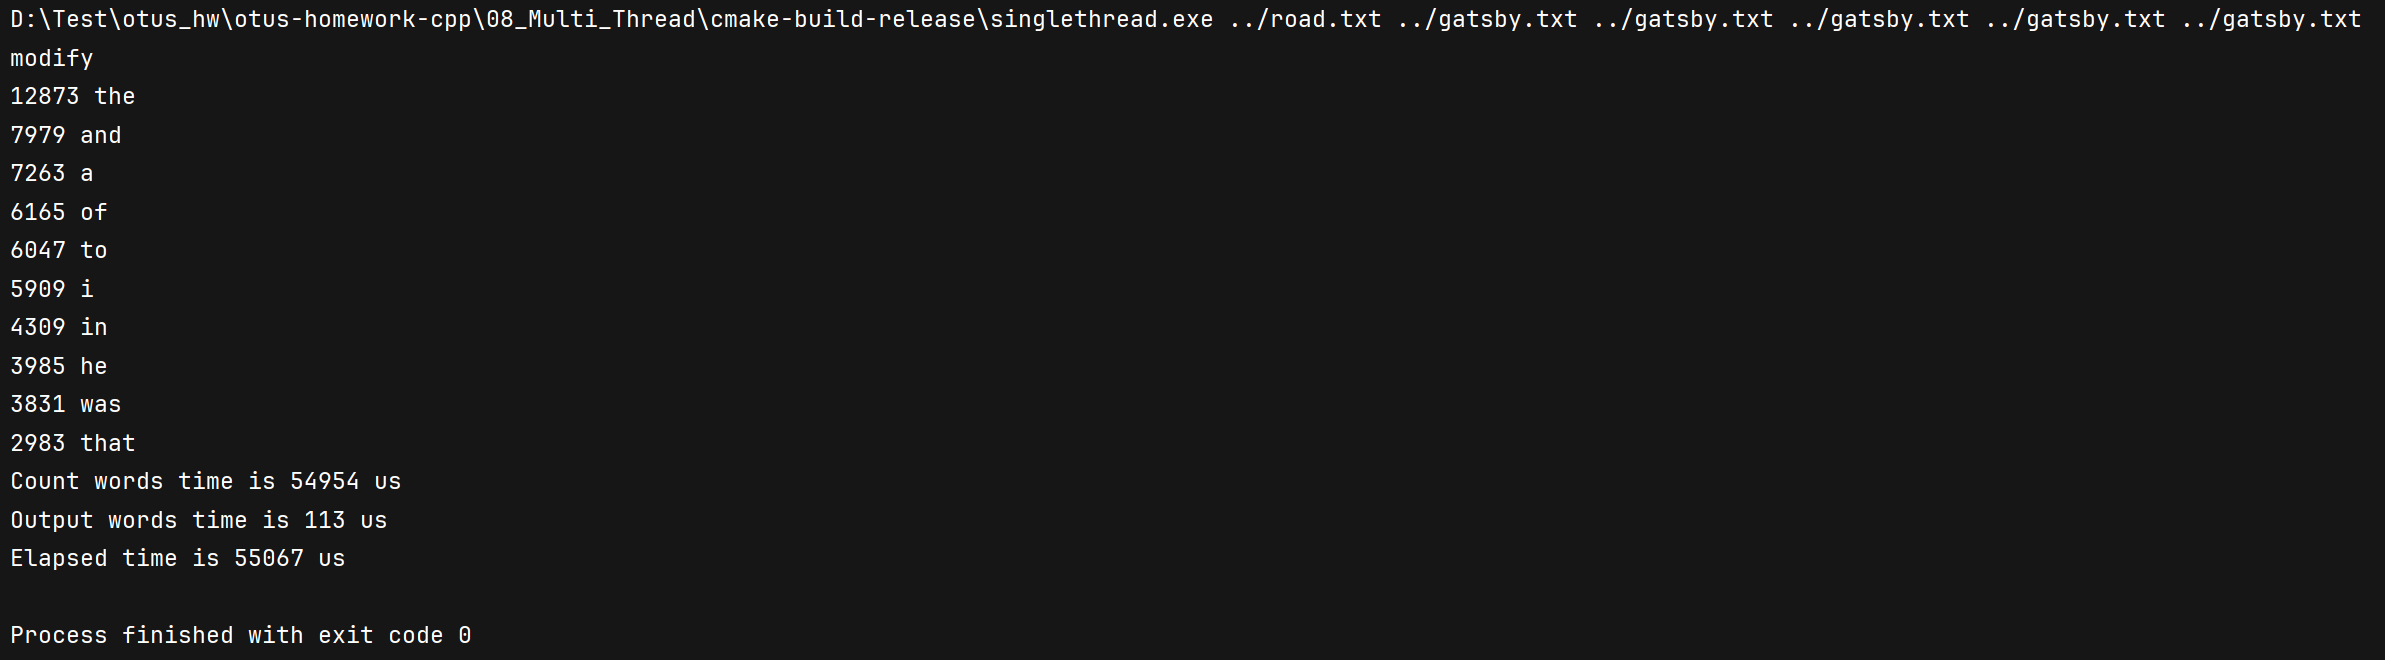 D:\Test\otus_hw\otus-homework-cpp\08_Multi_Thread\cmake-build-release\singlethread.exe ../road.txt ../gatsby.txt ../gatsby.txt ../gatsby.txt ../gatsby.txt ../gatsby.txt
modify
12873 the
7979 and
7263 a
6165 of
6047 to
5909 i
4309 in
3985 he
3831 was
2983 that
Count words time is 54954 us
Output words time is 113 us
Elapsed time is 55067 us
Process finished with exit code 0